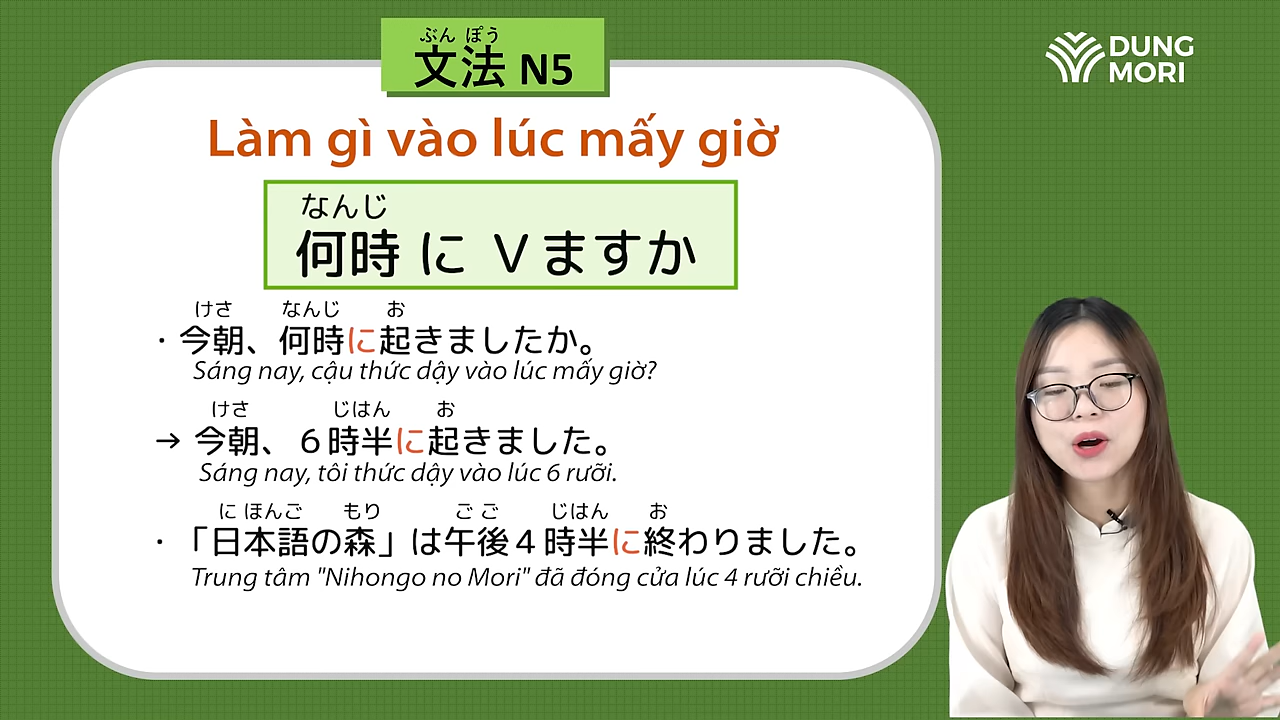 ぶん ぽう
文法 N5
DUNG
MORI
Làm gì vào lúc mấy giờ
なんじ
何時 に Ｖますか
けさ なんじ お
・今朝、何時に起きましたか。
Sáng nay, cậu thức dậy vào lúc mấy giờ?
けさ じはん お
→ 今朝、６時半に起きました。
Sáng nay, tôi thức dậy vào lúc 6 rưỡi.
に ほんご もり ご ご じはん お
・「日本語の森」は午後４時半に終わりました。
Trung tâm "Nihongo no Mori" đã đóng cửa lúc 4 rưỡi chiều.